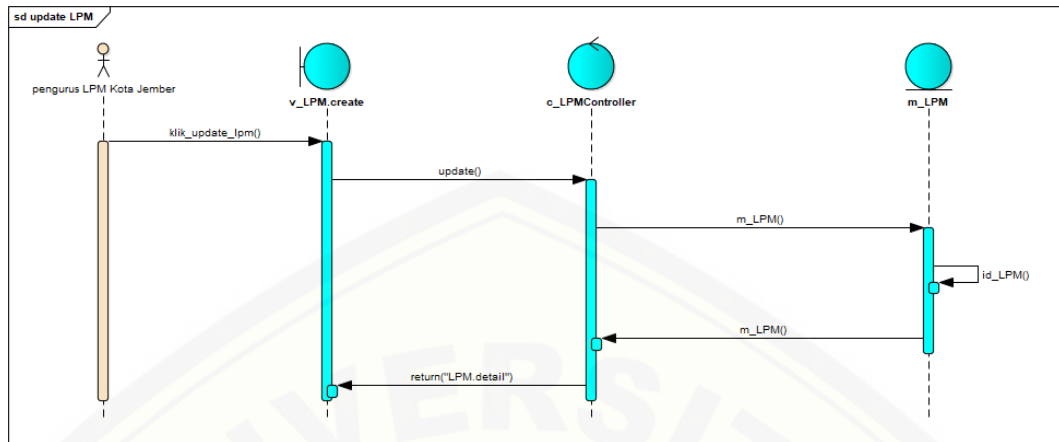 sd update LPM
pengurus LPM Kota Jember
v_LPM.create
c_LPMController
m_LPM
klik_update_lpm()
update()
m_LPM()
id_LPM()
m_LPM()
return("LPM.detail")
VERSIT